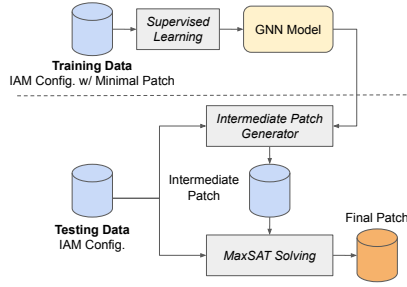 Supervised
Learning
GNN Model
Training Data
IAM Config. w/ Minimal Patch
Intermediate Patch
Generator
Intermediate
Patch
Testing Data
IAM Config.
Final Patch
MaxSAT Solving